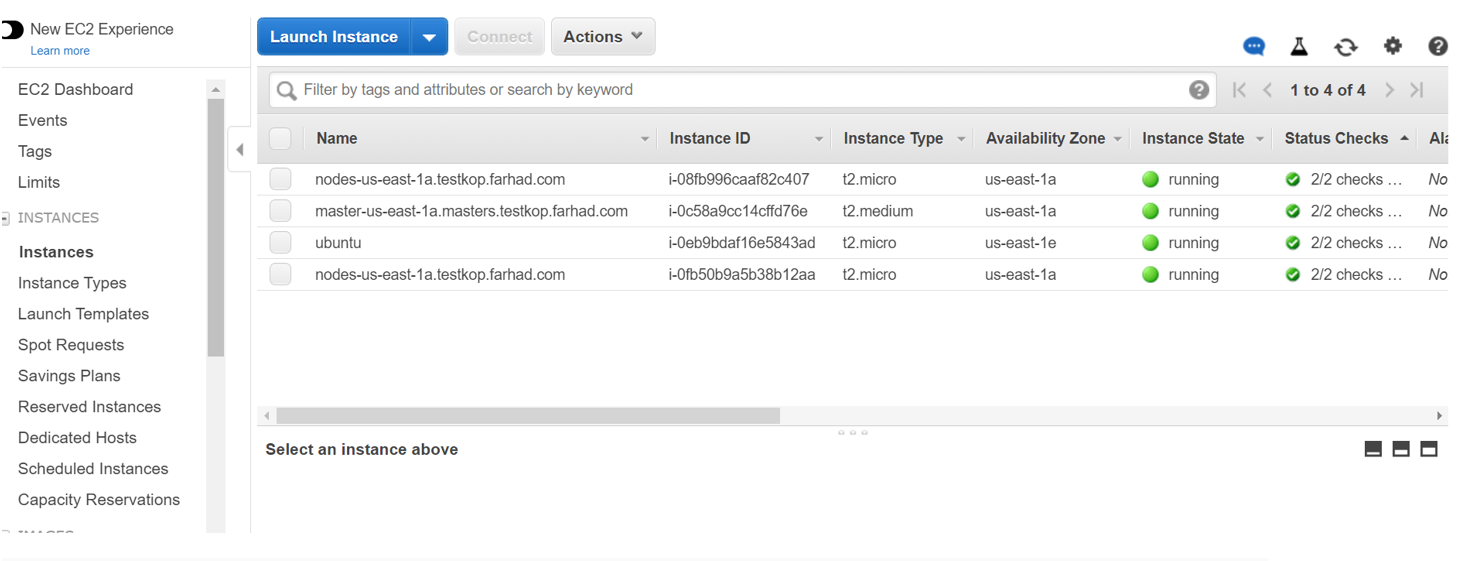 New EC2 Experience
Learn more
EC2 Dashboard
Events
Tags
Limits
INSTANCES
Instances
Instance Types
Launch Templates
Spot Requests
Savings Plans
Reserved Instances
Dedicated Hosts
Scheduled Instances
Capacity Reservations
IMAGES
Launch Instance Connect Actions
Filter by tags and attributes or search by keyword 1 to 4 of 4
Name Instance ID Instance Type Availability Zone Instance State Status Checks Ala
nodes-us-east-1a.testkop.farhad.com i-08fb996caaf82c407 t2.micro us-east-1a running 2/2 checks ... No
master-us-east-1a.masters.testkop.farhad.com i-0c58a9cc14cffd76e t2.medium us-east-1a running 2/2 checks ... No
ubuntu i-0eb9bdaf16e5843ad t2.micro us-east-1e running 2/2 checks ... No
nodes-us-east-1a.testkop.farhad.com i-0fb50b9a5b38b12aa t2.micro us-east-1a running 2/2 checks ... No
Select an instance above